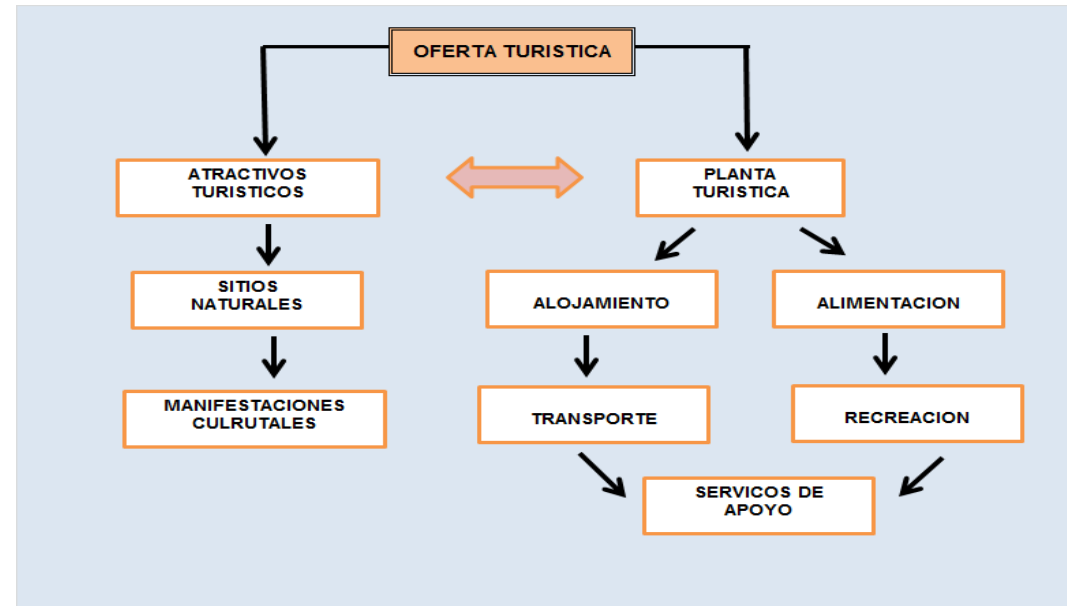 OFERTA TURISTICA
ATRACTIVOS
TURISTICOS
PLANTA
TURISTICA
SITIOS
NATURALES
ALOJAMIENTO
ALIMENTACION
MANIFESTACIONES
CULRUTALES
TRANSPORTE
RECREACION
SERVICOS DE
APOYO